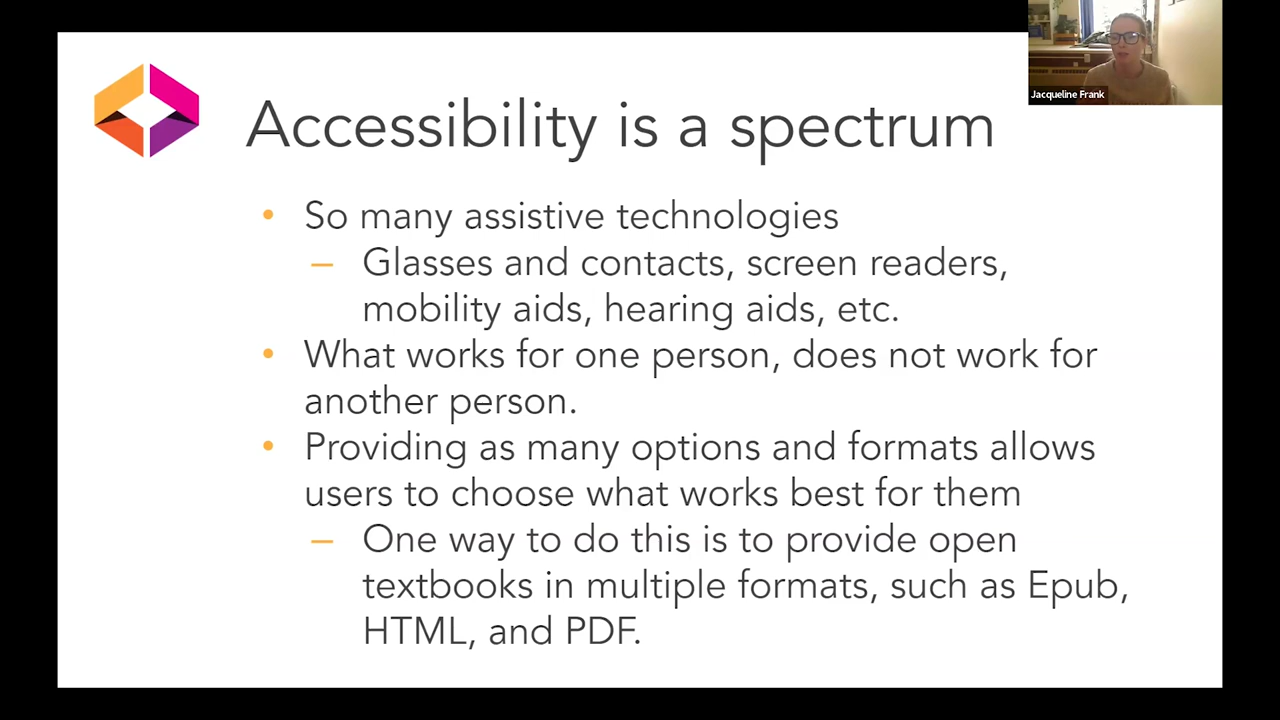 Jacqueline Frank
Accessibility is a spectrum
• So many assistive technologies
– Glasses and contacts, screen readers,
mobility aids, hearing aids, etc.
• What works for one person, does not work for
another person.
• Providing as many options and formats allows
users to choose what works best for them
– One way to do this is to provide open
textbooks in multiple formats, such as Epub,
HTML, and PDF.